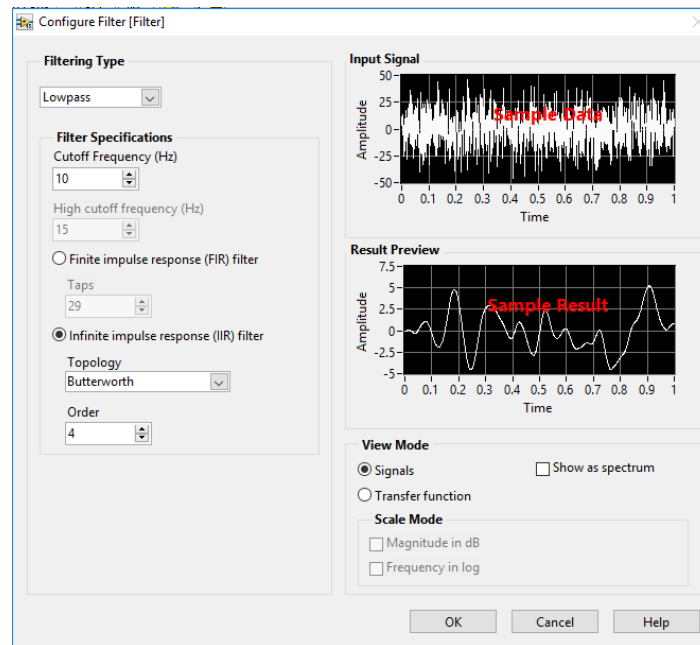 Configure Filter [Filter]
Filtering Type
Lowpass
Filter Specifications
Cutoff Frequency (Hz)
10
High cutoff frequency (Hz)
15
Finite impulse response (FIR) filter
Taps
29
Infinite impulse response (IIR) filter
Topology
Butterworth
Order
4
Input Signal
Amplitude
50
25
0
-25
-50
Sample Data
0 0.1 0.2 0.3 0.4 0.5 0.6 0.7 0.8 0.9 1
Time
Result Preview
Amplitude
7.5
5
2.5
0
-2.5
-5
Sample Result
0 0.1 0.2 0.3 0.4 0.5 0.6 0.7 0.8 0.9 1
Time
View Mode
Signals
Show as spectrum
Transfer function
Scale Mode
Magnitude in dB
Frequency in log
OK Cancel Help